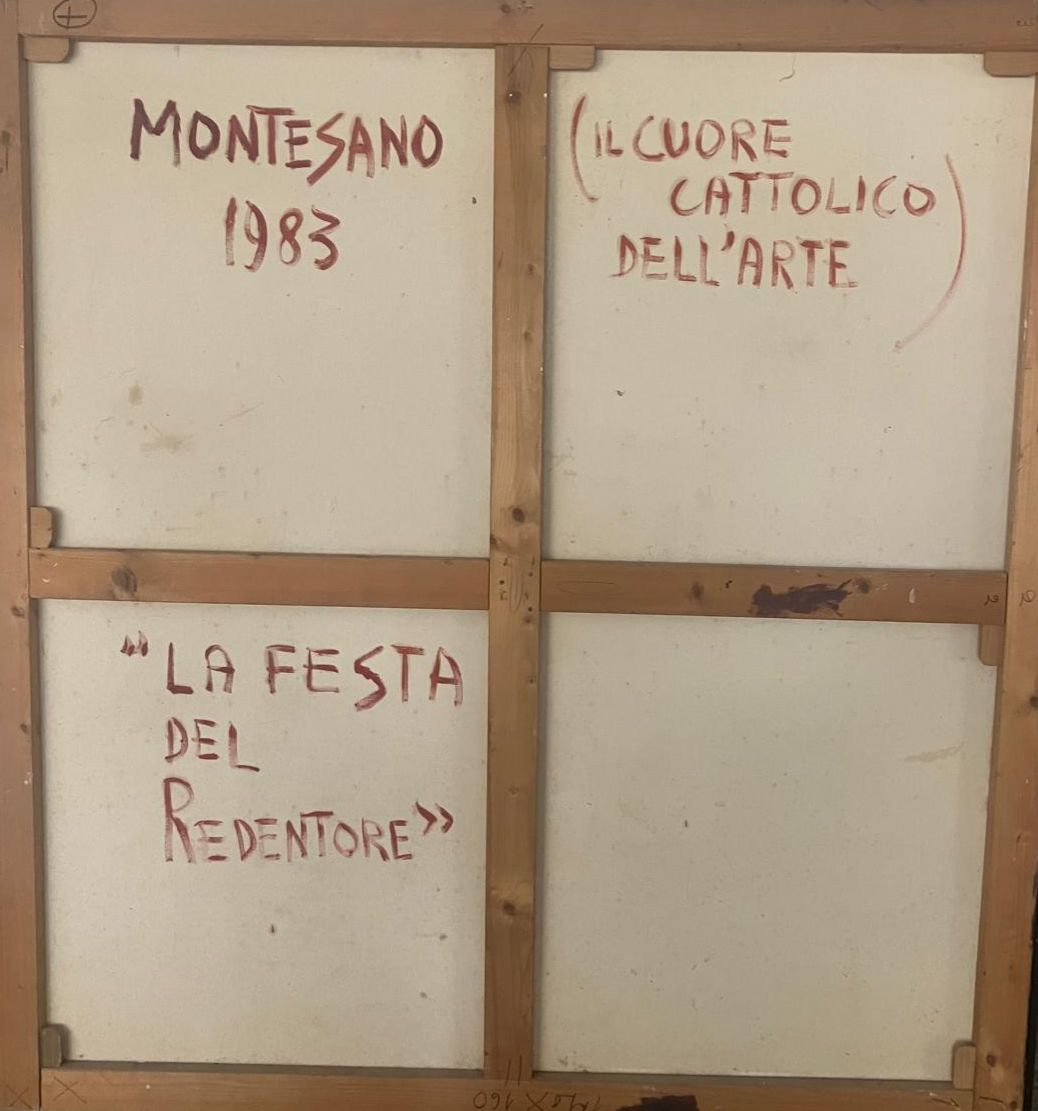 MONTESANO
1983
(IL CUORE
CATTOLICO
DELL'ARTE)
"LA FESTA
DEL
REDENTORE"